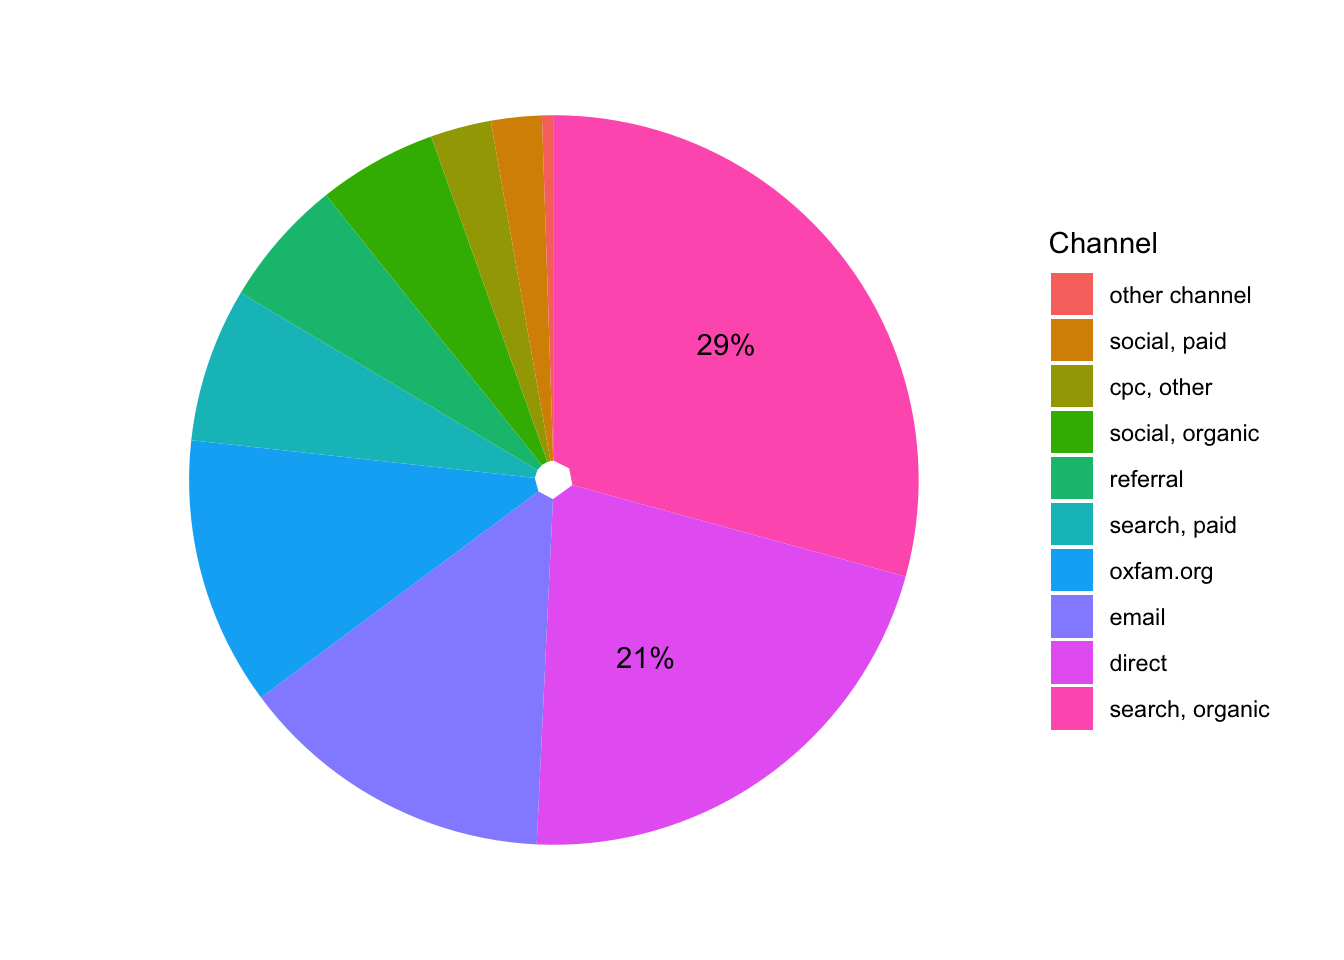 29%
21%
Channel
other channel
social, paid
cpc, other
social, organic
referral
search, paid
oxfam.org
email
direct
search, organic